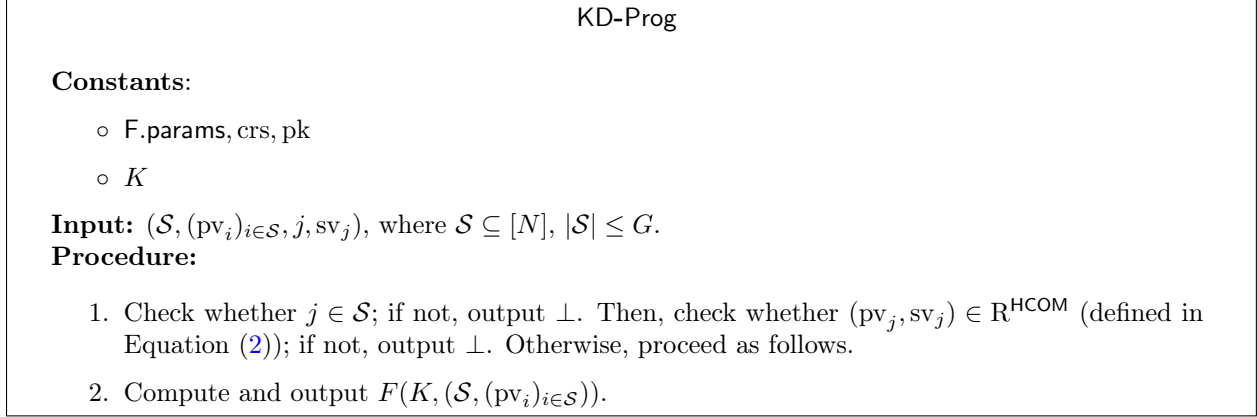 KD-Prog
Constants:
◦ F.params, crs, pk
◦ K
Input: (𝒮, (pv_i)_{i∈𝒮}, j, sv_j), where 𝒮 ⊆ [N], |𝒮| ≤ G.
Procedure:
1. Check whether j ∈ 𝒮; if not, output ⊥. Then, check whether (pv_j, sv_j) ∈ R^{HCOM} (defined in
Equation (2)); if not, output ⊥. Otherwise, proceed as follows.
2. Compute and output F(K, (𝒮, (pv_i)_{i∈𝒮})).